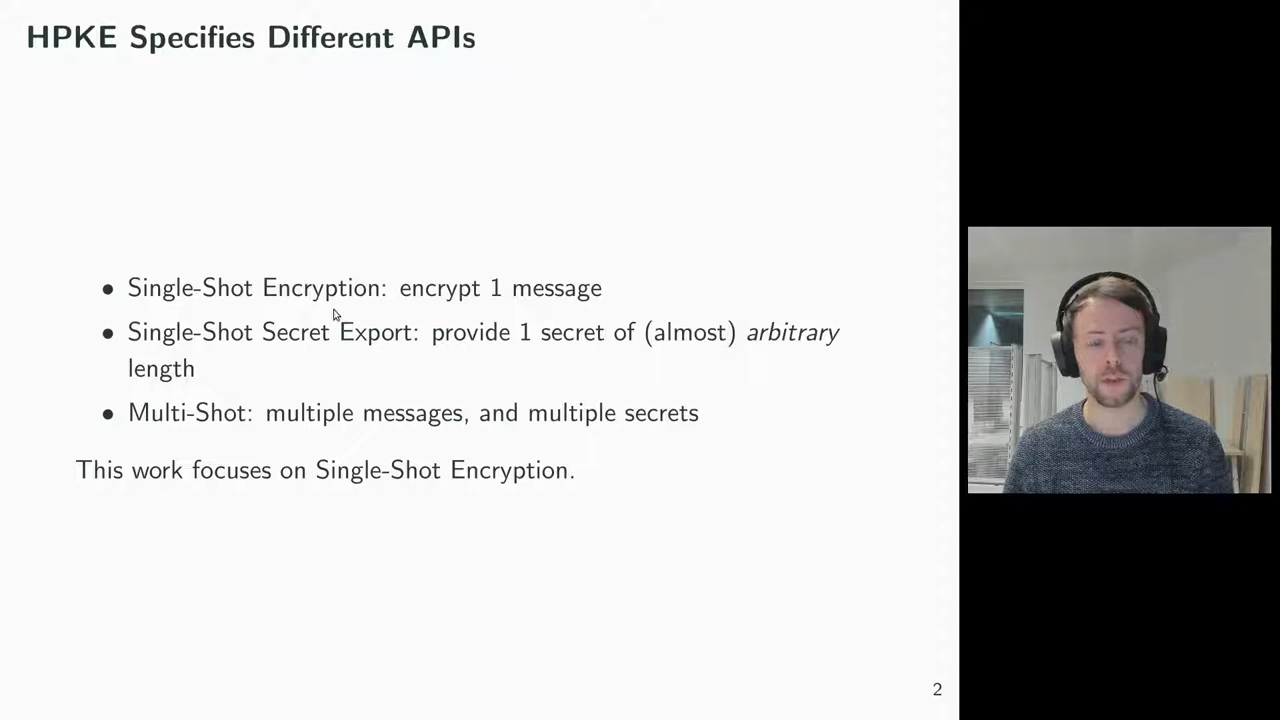 HPKE Specifies Different APIs
• Single-Shot Encryption: encrypt 1 message
• Single-Shot Secret Export: provide 1 secret of (almost) arbitrary
length
• Multi-Shot: multiple messages, and multiple secrets
This work focuses on Single-Shot Encryption.
2